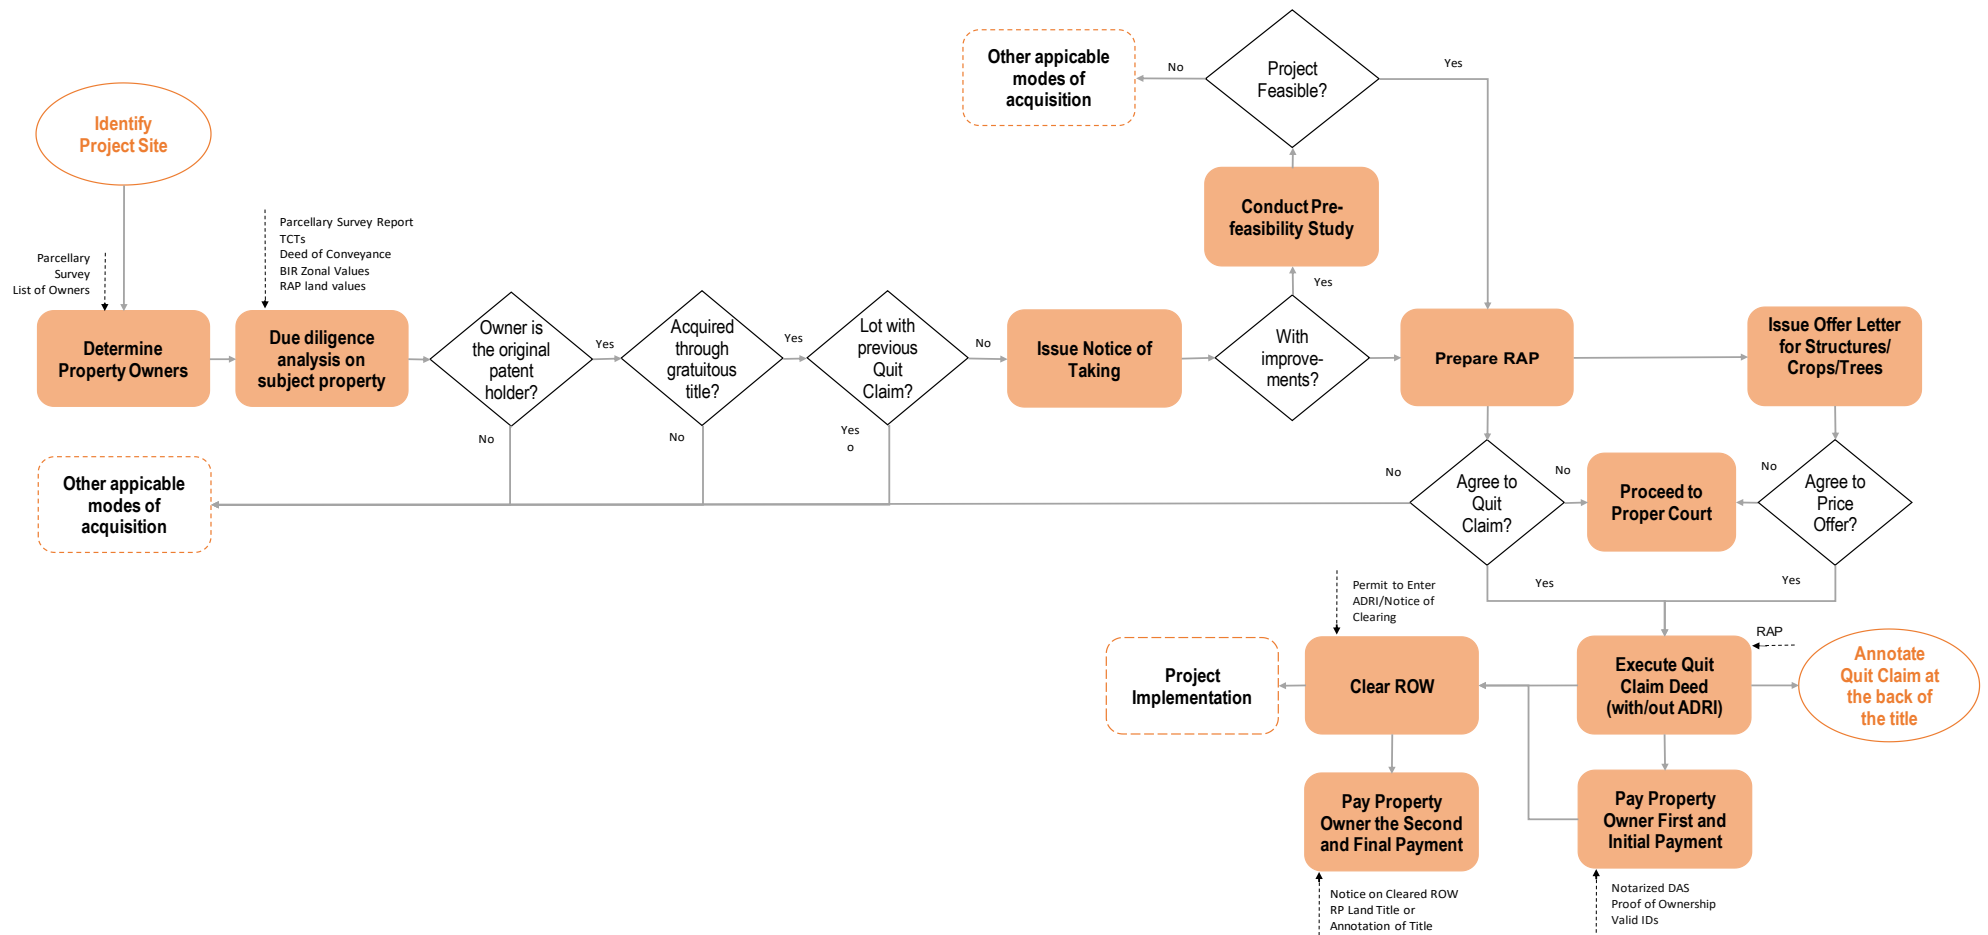 Identify
Project Site
Parcellary
Survey
List of Owners
Determine
Property Owners
Parcellary Survey Report
TCTs
Deed of Conveyance
BIR Zonal Values
RAP land values
Due diligence
analysis on
subject property
Owner is
the original
patent
holder?
Yes
No
Acquired
through
gratuitous
title?
Yes
No
Lot with
previous
Quit
Claim?
No
Yes
o
Other appicable
modes of
acquisition
Issue Notice of
Taking
With
improve-
ments?
Yes
Conduct Pre-
feasibility Study
Project
Feasible?
No
Yes
Other appicable
modes of
acquisition
Prepare RAP
Issue Offer Letter
for Structures/
Crops/Trees
Agree to
Quit
Claim?
No
No
Yes
Proceed to
Proper Court
Agree to
Price
Offer?
No
Yes
RAP
Execute Quit
Claim Deed
(with/out ADRI)
Annotate
Quit Claim at
the back of
the title
Permit to Enter
ADRI/Notice of
Clearing
Clear ROW
Project
Implementation
Pay Property
Owner the Second
and Final Payment
Notice on Cleared ROW
RP Land Title or
Annotation of Title
Pay Property
Owner First and
Initial Payment
Notarized DAS
Proof of Ownership
Valid IDs